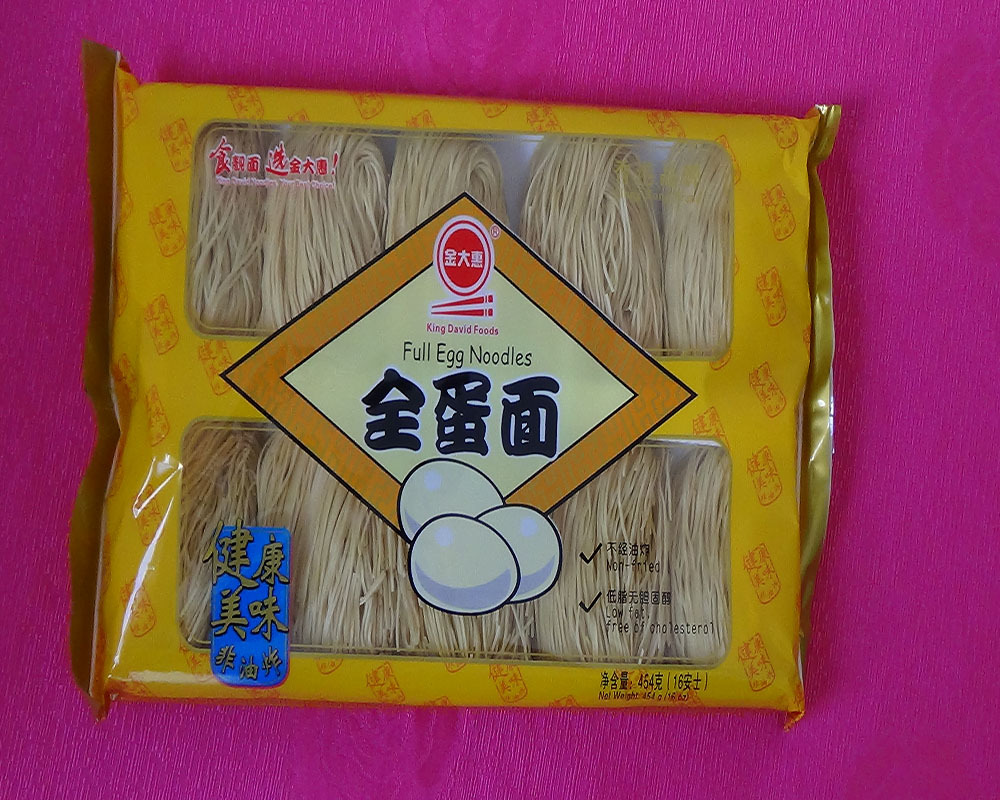 食靓面 选金大惠！
金大惠
®
King David Foods
Full Egg Noodles
全蛋面
健康
美味
非油炸
不经油炸
Non-fried
低脂无胆固醇
Low fat
free of cholesterol
净含量：454克（16安士）
Net Weight: 454 g (16 oz)